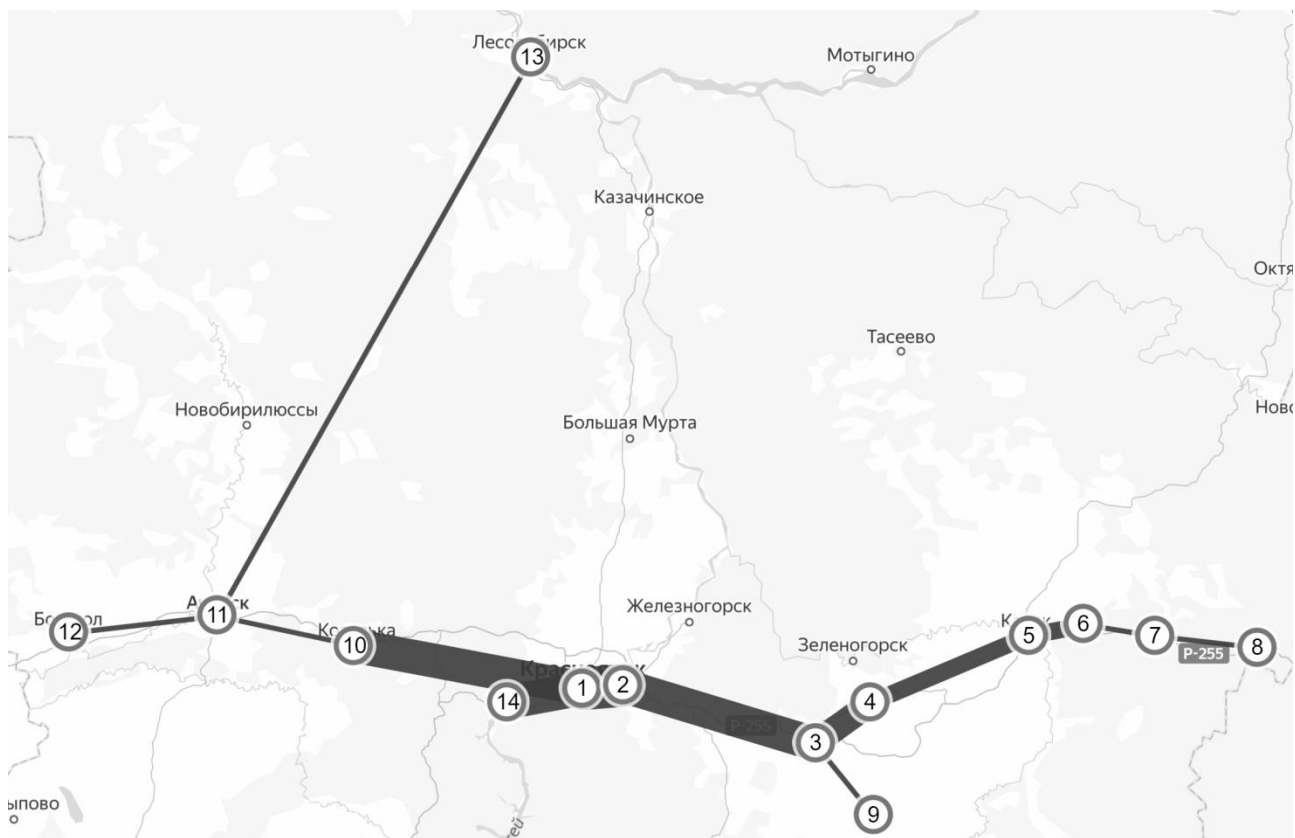 13
Мотыгино
Казачинское
Октя
Тасеево
Новобирилюссы
Ново
Большая Мурта
Железногорск
11
12
6
5
7
10
Зеленогорск
8
Р-255
1
2
14
4
3
Р-255
ыпово
9
ей